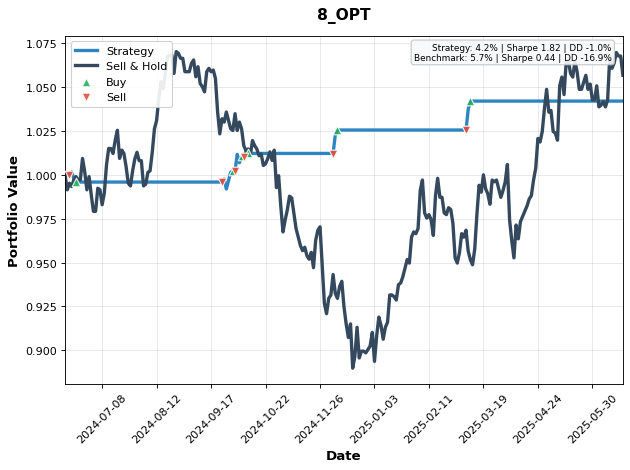 8_OPT
Strategy: 4.2% | Sharpe 1.82 | DD -1.0%
Benchmark: 5.7% | Sharpe 0.44 | DD -16.9%
Strategy
Sell & Hold
Buy
Sell
Portfolio Value
1.075
1.050
1.025
1.000
0.975
0.950
0.925
0.900
2024-07-08
2024-08-12
2024-09-17
2024-10-22
2024-11-26
2025-01-03
2025-02-11
2025-03-19
2025-04-24
2025-05-30
Date